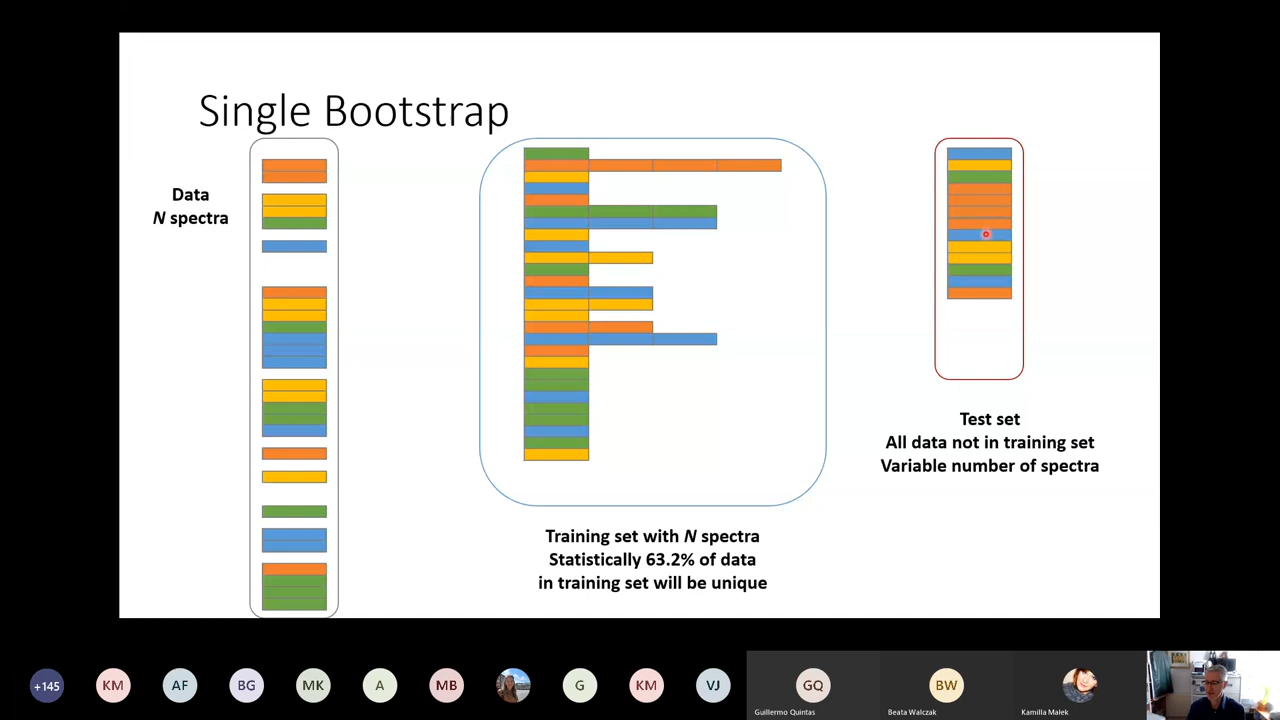 Single Bootstrap
Data
N spectra
Training set with N spectra
Statistically 63.2% of data
in training set will be unique
Test set
All data not in training set
Variable number of spectra
+145
KM
AF
BG
MK
A
MB
G
KM
VJ
GQ
BW
Guillermo Quintas
Beata Walczak
Kamilla Małek